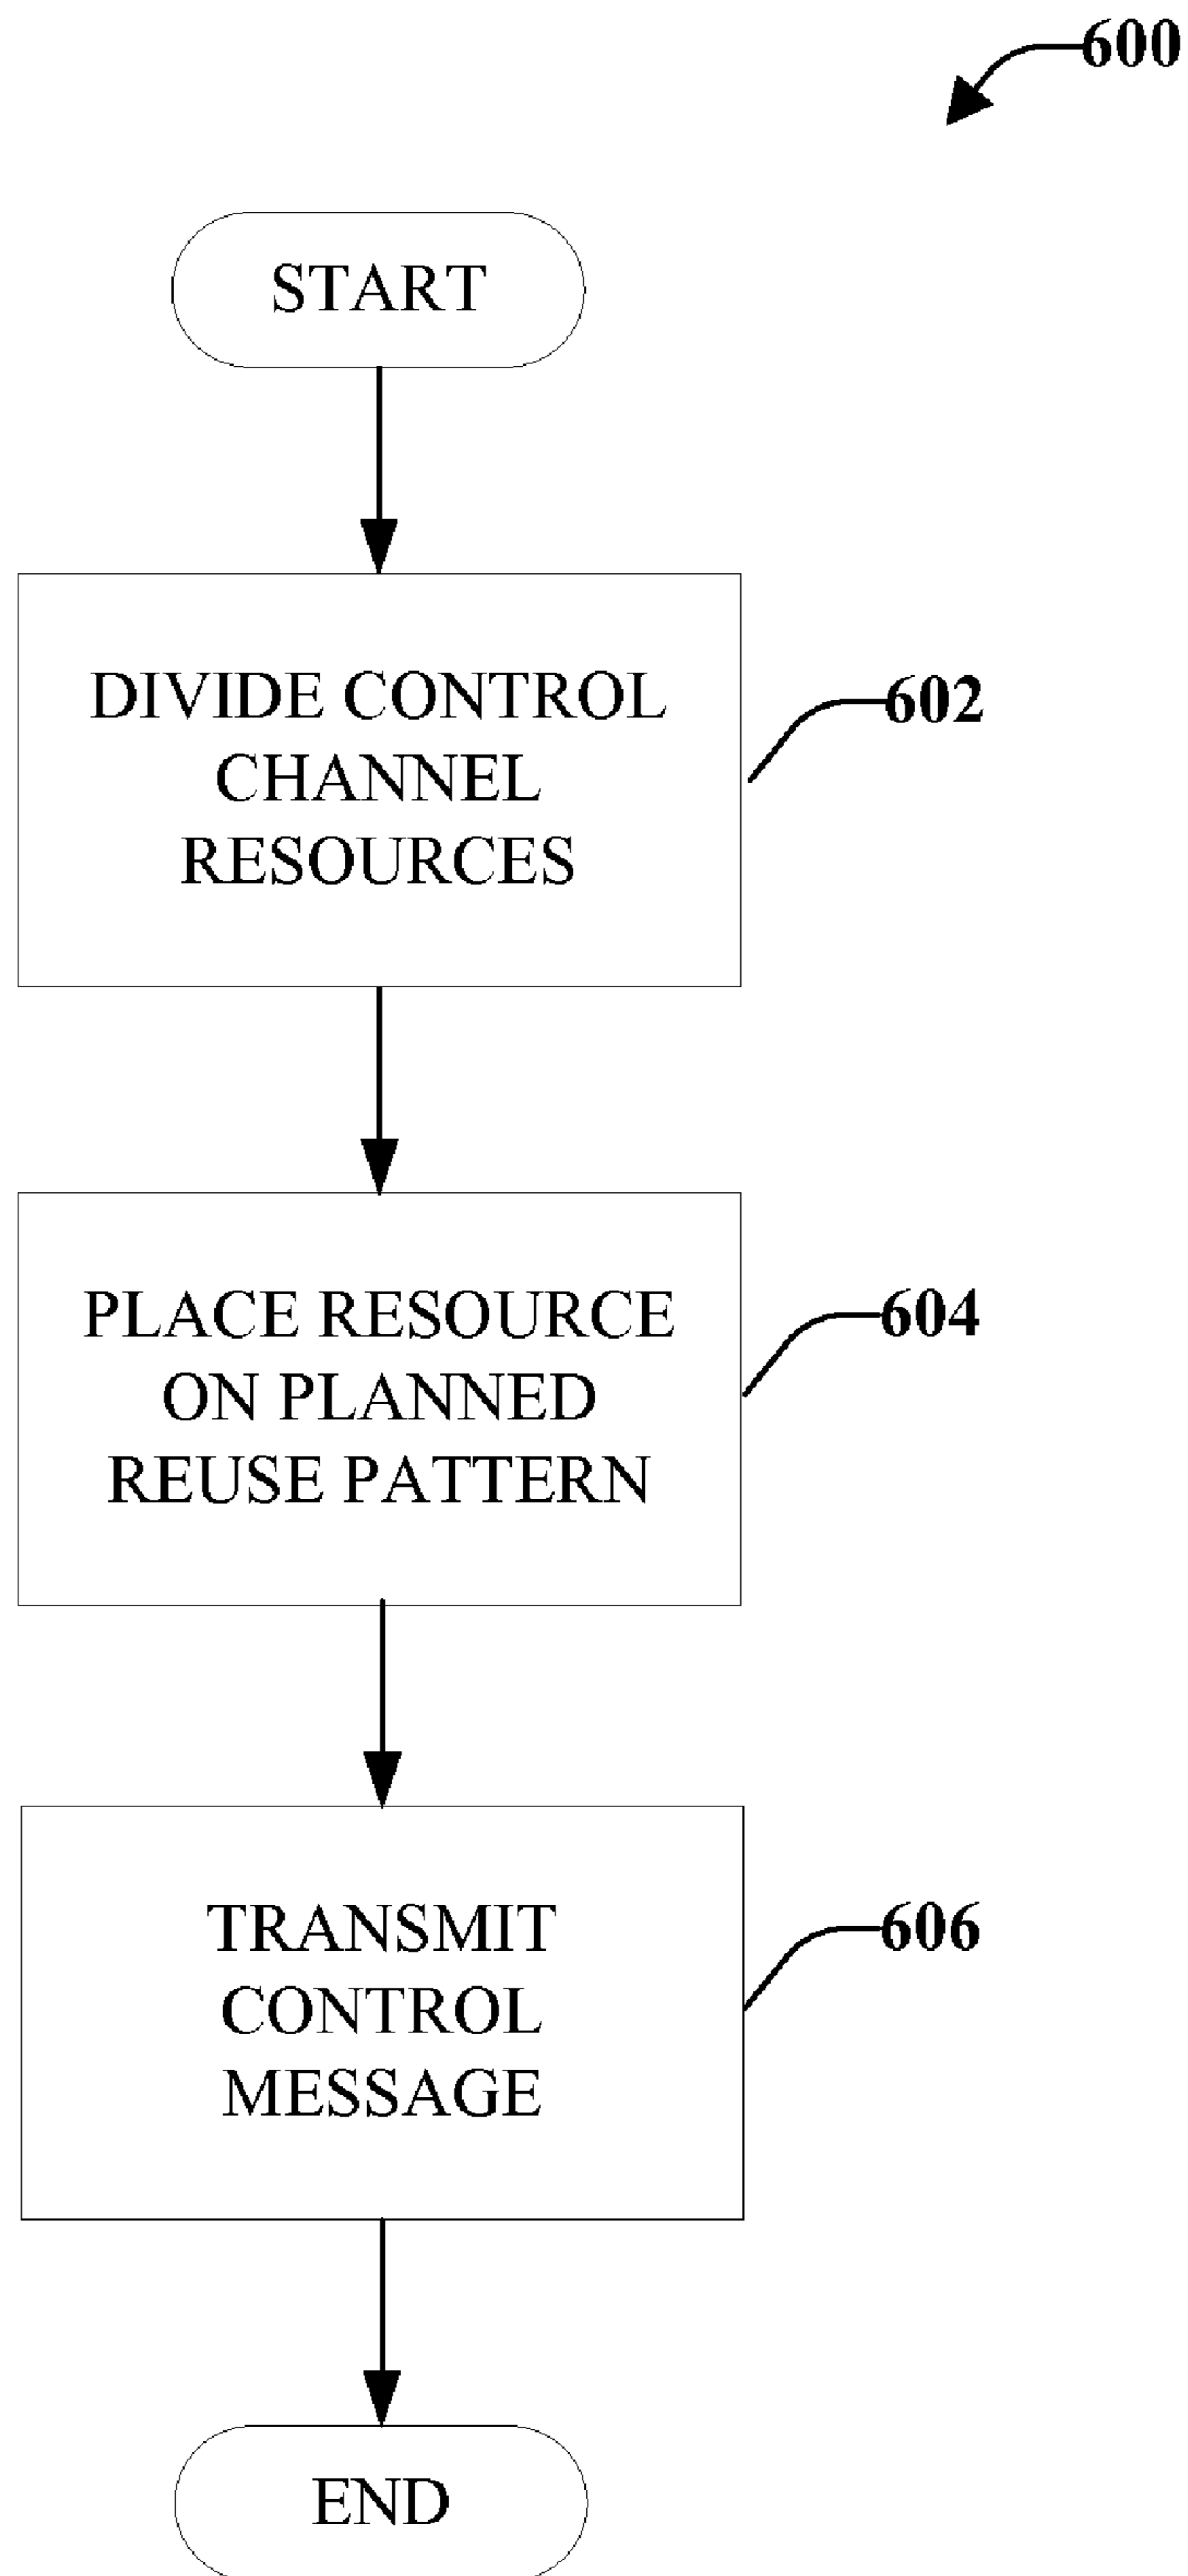 600
START
DIVIDE CONTROL
CHANNEL
RESOURCES
602
PLACE RESOURCE
ON PLANNED
REUSE PATTERN
604
TRANSMIT
CONTROL
MESSAGE
606
END